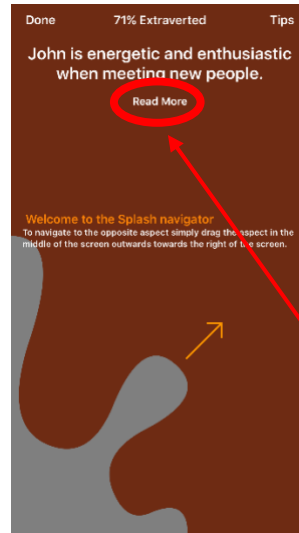 Done 71% Extraverted Tips
John is energetic and enthusiastic
when meeting new people.
Read More
Welcome to the Splash navigator
To navigate to the opposite aspect simply drag the aspect in the
middle of the screen outwards towards the right of the screen.